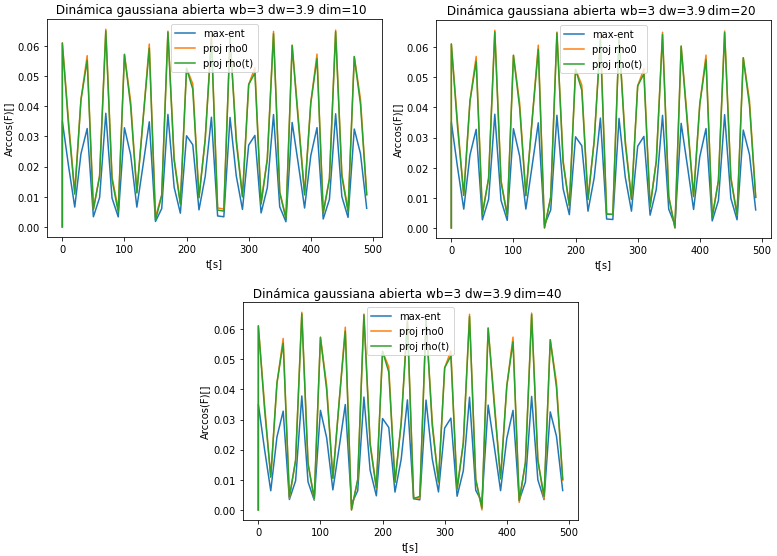 Dinámica gaussiana abierta wb=3 dw=3.9 dim=10
max-ent
proj rho0
proj rho(t)
Arccos(F)[]
0.06
0.05
0.04
0.03
0.02
0.01
0.00
0 100 200 300 400 500
t[s]
Dinámica gaussiana abierta wb=3 dw=3.9 dim=20
max-ent
proj rho0
proj rho(t)
Arccos(F)[]
0.06
0.05
0.04
0.03
0.02
0.01
0.00
0 100 200 300 400 500
t[s]
Dinámica gaussiana abierta wb=3 dw=3.9 dim=40
max-ent
proj rho0
proj rho(t)
Arccos(F)[]
0.06
0.05
0.04
0.03
0.02
0.01
0.00
0 100 200 300 400 500
t[s]